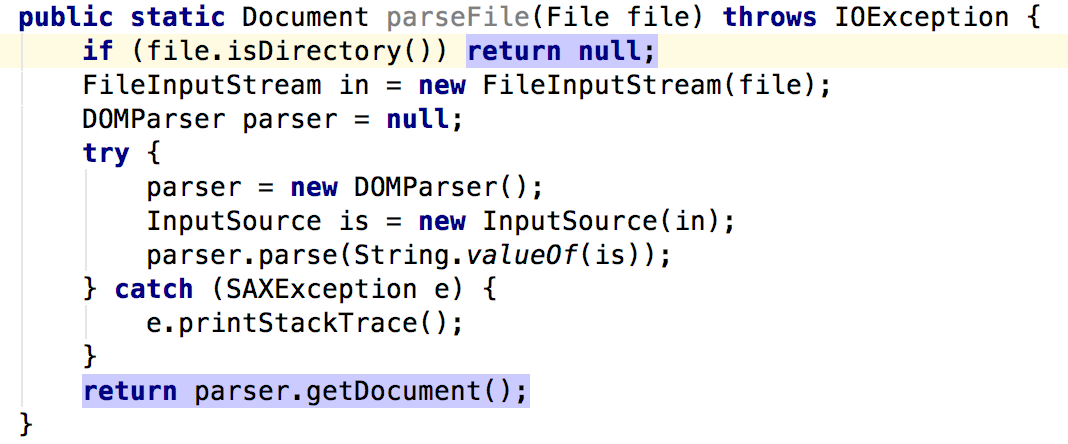 public static Document parseFile(File file) throws IOException {
    if (file.isDirectory()) return null;
    FileInputStream in = new FileInputStream(file);
    DOMParser parser = null;
    try {
        parser = new DOMParser();
        InputSource is = new InputSource(in);
        parser.parse(String.valueOf(is));
    } catch (SAXException e) {
        e.printStackTrace();
    }
    return parser.getDocument();
}